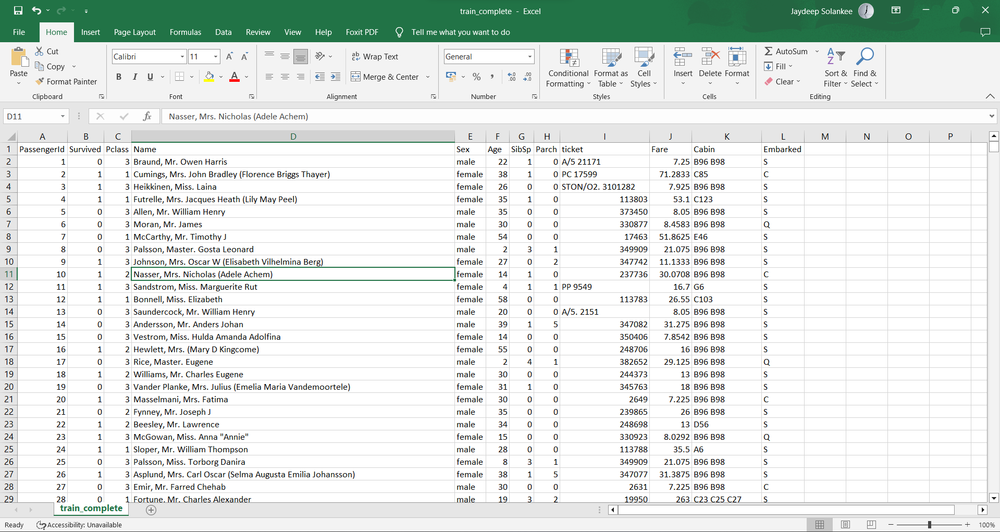 train_complete - Excel
Jaydeep Solankee
File Home Insert Page Layout Formulas Data Review View Help Foxit PDF Tell me what you want to do
Paste
Cut
Copy
Format Painter
Clipboard
Calibri 11
B I U
Font
Wrap Text
Merge & Center
Alignment
General
Number
Conditional Formatting
Format as Table
Cell Styles
Styles
Insert
Delete
Format
Cells
AutoSum
Fill
Clear
Sort & Filter
Find & Select
Editing
D11 fx Nasser, Mrs. Nicholas (Adele Achem)
A B C D E F G H I J K L M N O P
1 PassengerId Survived Pclass Name Sex Age SibSp Parch ticket Fare Cabin Embarked
2 1 0 3 Braund, Mr. Owen Harris male 22 1 0 A/5 21171 7.25 B96 B98 S
3 2 1 1 Cumings, Mrs. John Bradley (Florence Briggs Thayer) female 38 1 0 PC 17599 71.2833 C85 C
4 3 1 3 Heikkinen, Miss. Laina female 26 0 0 STON/O2. 3101282 7.925 B96 B98 S
5 4 1 1 Futrelle, Mrs. Jacques Heath (Lily May Peel) female 35 1 0 113803 53.1 C123 S
6 5 0 3 Allen, Mr. William Henry male 35 0 0 373450 8.05 B96 B98 S
7 6 0 3 Moran, Mr. James male 30 0 0 330877 8.4583 B96 B98 Q
8 7 0 1 McCarthy, Mr. Timothy J male 54 0 0 17463 51.8625 E46 S
9 8 0 3 Palsson, Master. Gosta Leonard male 2 3 1 349909 21.075 B96 B98 S
10 9 1 3 Johnson, Mrs. Oscar W (Elisabeth Vilhelmina Berg) female 27 0 2 347742 11.1333 B96 B98 S
11 10 1 2 Nasser, Mrs. Nicholas (Adele Achem) female 14 1 0 237736 30.0708 B96 B98 C
12 11 1 3 Sandstrom, Miss. Marguerite Rut female 4 1 1 PP 9549 16.7 G6 S
13 12 1 1 Bonnell, Miss. Elizabeth female 58 0 0 113783 26.55 C103 S
14 13 0 3 Saundercock, Mr. William Henry male 20 0 0 A/5. 2151 8.05 B96 B98 S
15 14 0 3 Andersson, Mr. Anders Johan male 39 1 5 347082 31.275 B96 B98 S
16 15 0 3 Vestrom, Miss. Hulda Amanda Adolfina female 14 0 0 350406 7.8542 B96 B98 S
17 16 1 2 Hewlett, Mrs. (Mary D Kingcome) female 55 0 0 248706 16 B96 B98 S
18 17 0 3 Rice, Master. Eugene male 2 4 1 382652 29.125 B96 B98 Q
19 18 1 2 Williams, Mr. Charles Eugene male 30 0 0 244373 13 B96 B98 S
20 19 0 3 Vander Planke, Mrs. Julius (Emelia Maria Vandemoortele) female 31 1 0 345763 18 B96 B98 S
21 20 1 3 Masselmani, Mrs. Fatima female 30 0 0 2649 7.225 B96 B98 C
22 21 0 2 Fynney, Mr. Joseph J male 35 0 0 239865 26 B96 B98 S
23 22 1 2 Beesley, Mr. Lawrence male 34 0 0 248698 13 D56 S
24 23 1 3 McGowan, Miss. Anna "Annie" female 15 0 0 330923 8.0292 B96 B98 Q
25 24 1 1 Sloper, Mr. William Thompson male 28 0 0 113788 35.5 A6 S
26 25 0 3 Palsson, Miss. Torborg Danira female 8 3 1 349909 21.075 B96 B98 S
27 26 1 3 Asplund, Mrs. Carl Oscar (Selma Augusta Emilia Johansson) female 38 1 5 347077 31.3875 B96 B98 S
28 27 0 3 Emir, Mr. Farred Chehab male 30 0 0 2631 7.225 B96 B98 C
29 28 0 1 Fortune, Mr. Charles Alexander male 19 3 2 19950 263 C23 C25 C27 S
train_complete
Ready Accessibility: Unavailable 100%